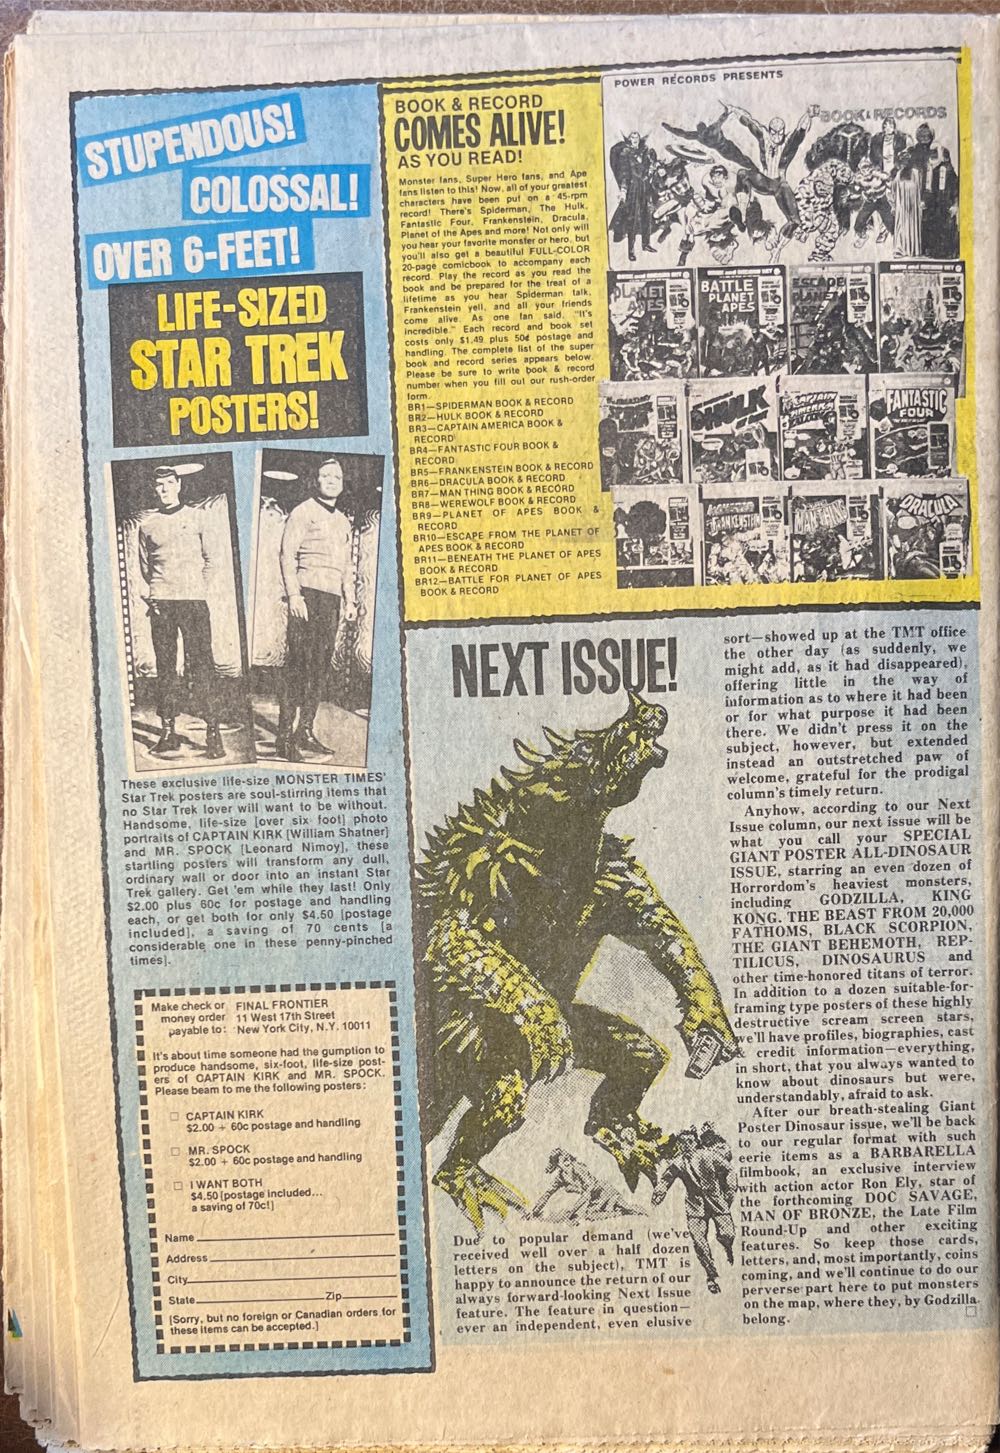 STUPENDOUS!
COLOSSAL!
OVER 6-FEET!
LIFE-SIZED
STAR TREK
POSTERS!
These exclusive life-size MONSTER TIMES'
Star Trek posters are soul-stirring items that
no Star Trek lover will want to be without.
Handsome, life-size [over six foot] photo
portraits of CAPTAIN KIRK [William Shatner]
and MR. SPOCK [Leonard Nimoy], these
startling posters will transform any dull,
ordinary wall or door into an instant Star
Trek gallery. Get 'em while they last! Only
$2.00 plus 60c for postage and handling
each, or get both for only $4.50 [postage
included], a saving of 70 cents [a
considerable one in these penny-pinched
times].
Make check or
money order
payable to:
FINAL FRONTIER
11 West 17th Street
New York City, N.Y. 10011
It's about time someone had the gumption to
produce handsome, six-foot, life-size post-
ers of CAPTAIN KIRK and MR. SPOCK.
Please beam to me the following posters:
□ CAPTAIN KIRK
$2.00 + 60c postage and handling
□ MR. SPOCK
$2.00 + 60c postage and handling
□ I WANT BOTH
$4.50 [postage included...
a saving of 70c!]
Name
Address
City
State Zip
[Sorry, but no foreign or Canadian orders for
these items can be accepted.]
BOOK & RECORD
COMES ALIVE!
AS YOU READ!
Monster fans, Super Hero fans, and Ape
fans listen to this! Now, all of your greatest
characters have been put on a 45-rpm
record! There's Spiderman, The Hulk,
Fantastic Four, Frankenstein, Dracula,
Planet of the Apes and more! Not only will
you hear your favorite monster or hero, but
you'll also get a beautiful FULL-COLOR
20-page comicbook to accompany each
record. Play the record as you read the
book and be prepared for the treat of a
lifetime as you hear Spiderman talk,
Frankenstein yell, and all your friends
come alive. As one fan said, "It's
incredible." Each record and book set
costs only $1.49 plus 50¢ postage and
handling. The complete list of the super
book and record series appears below.
Please be sure to write book & record
number when you fill out our rush-order
form.
BR1—SPIDERMAN BOOK & RECORD
BR2—HULK BOOK & RECORD
BR3—CAPTAIN AMERICA BOOK &
RECORD
BR4—FANTASTIC FOUR BOOK &
RECORD
BR5—FRANKENSTEIN BOOK & RECORD
BR6—DRACULA BOOK & RECORD
BR7—MAN THING BOOK & RECORD
BR8—WEREWOLF BOOK & RECORD
BR9—PLANET OF APES BOOK &
RECORD
BR10—ESCAPE FROM THE PLANET OF
APES BOOK & RECORD
BR11—BENEATH THE PLANET OF APES
BOOK & RECORD
BR12—BATTLE FOR PLANET OF APES
BOOK & RECORD
POWER RECORDS PRESENTS
BOOK & RECORDS
PLANET
APES
BATTLE
PLANET
APES
ESCAPE
PLANET
APES
HULK
CAPTAIN
AMERICA
FANTASTIC
FOUR
FRANKENSTEIN
MAN-THING
DRACULA
NEXT ISSUE!
Due to popular demand (we've
received well over a half dozen
letters on the subject), TMT is
happy to announce the return of our
always forward-looking Next Issue
feature. The feature in question—
ever an independent, even elusive
sort—showed up at the TMT office
the other day (as suddenly, we
might add, as it had disappeared),
offering little in the way of
information as to where it had been
or for what purpose it had been
there. We didn't press it on the
subject, however, but extended
instead an outstretched paw of
welcome, grateful for the prodigal
column's timely return.
Anyhow, according to our Next
Issue column, our next issue will be
what you call your SPECIAL
GIANT POSTER ALL-DINOSAUR
ISSUE, starring an even dozen of
Horrordom's heaviest monsters,
including GODZILLA, KING
KONG. THE BEAST FROM 20,000
FATHOMS, BLACK SCORPION,
THE GIANT BEHEMOTH, REP-
TILICUS, DINOSAURUS and
other time-honored titans of terror.
In addition to a dozen suitable-for-
framing type posters of these highly
destructive scream screen stars,
we'll have profiles, biographies, cast
& credit information—everything,
in short, that you always wanted to
know about dinosaurs but were,
understandably, afraid to ask.
After our breath-stealing Giant
Poster Dinosaur issue, we'll be back
to our regular format with such
eerie items as a BARBARELLA
filmbook, an exclusive interview
with action actor Ron Ely, star of
the forthcoming DOC SAVAGE,
MAN OF BRONZE, the Late Film
Round-Up and other exciting
features. So keep those cards,
letters, and, most importantly, coins
coming, and we'll continue to do our
perverse part here to put monsters
on the map, where they, by Godzilla,
belong. □